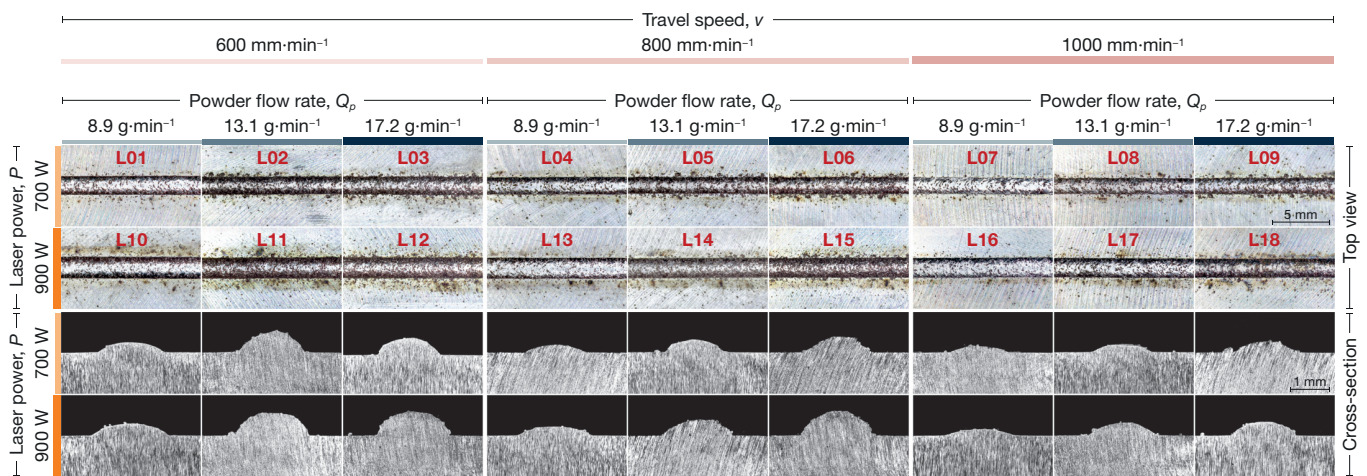 Travel speed, v
600 mm·min⁻¹ 800 mm·min⁻¹ 1000 mm·min⁻¹
Powder flow rate, Qp Powder flow rate, Qp Powder flow rate, Qp
8.9 g·min⁻¹ 13.1 g·min⁻¹ 17.2 g·min⁻¹ 8.9 g·min⁻¹ 13.1 g·min⁻¹ 17.2 g·min⁻¹ 8.9 g·min⁻¹ 13.1 g·min⁻¹ 17.2 g·min⁻¹
Laser power, P
700 W
L01 L02 L03 L04 L05 L06 L07 L08 L09
5 mm
900 W
L10 L11 L12 L13 L14 L15 L16 L17 L18
Top view
Laser power, P
700 W
1 mm
900 W
Cross-section